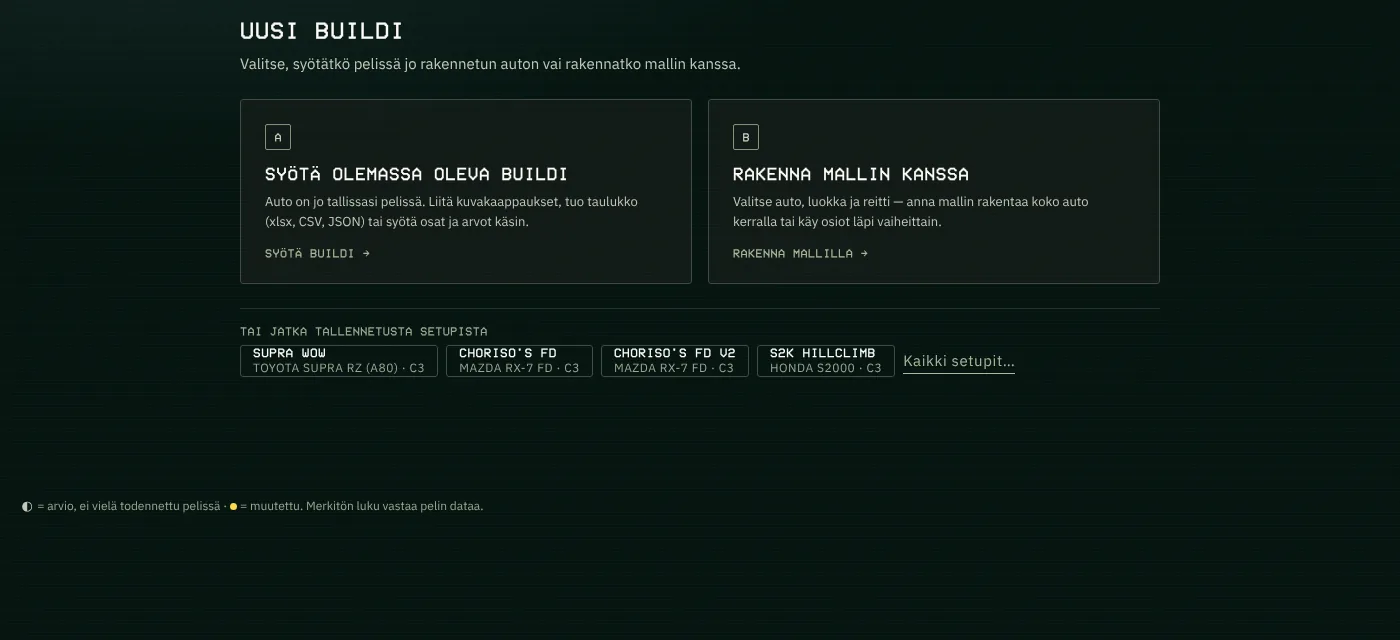 UUSI BUILDI
Valitse, syötätkö pelissä jo rakennetun auton vai rakennatko mallin kanssa.
A
SYÖTÄ OLEMASSA OLEVA BUILDI
Auto on jo tallissasi pelissä. Liitä kuvakaappaukset, tuo taulukko
(xlsx, CSV, JSON) tai syötä osat ja arvot käsin.
SYÖTÄ BUILDI →
B
RAKENNA MALLIN KANSSA
Valitse auto, luokka ja reitti — anna mallin rakentaa koko auto
kerralla tai käy osiot läpi vaiheittain.
RAKENNA MALLILLA →
TAI JATKA TALLENNETUSTA SETUPISTA
SUPRA WOW
TOYOTA SUPRA RZ (A80) · C3
CHORISO'S FD
MAZDA RX-7 FD · C3
CHORISO'S FD V2
MAZDA RX-7 FD · C3
S2K HILLCLIMB
HONDA S2000 · C3
Kaikki setupit…
◐ = arvio, ei vielä todennettu pelissä · ● = muutettu. Merkitön luku vastaa pelin dataa.